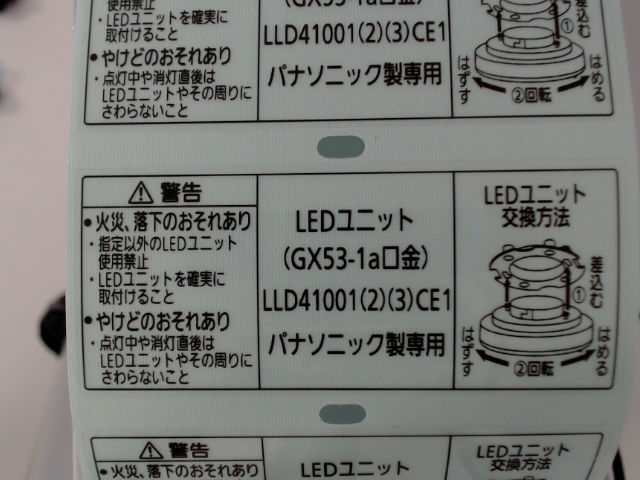 使用禁止
・LEDユニットを確実に
取付けること
●やけどのおそれあり
・点灯中や消灯直後は
LEDユニットやその周りに
さわらないこと
(GX53-1a口金)
LLD41001(2)(3)CE1
パナソニック製専用
差込む
①
はずす
②回転
はめる
⚠警告
●火災、落下のおそれあり
・指定以外のLEDユニット
使用禁止
・LEDユニットを確実に
取付けること
●やけどのおそれあり
・点灯中や消灯直後は
LEDユニットやその周りに
さわらないこと
LEDユニット
(GX53-1a口金)
LLD41001(2)(3)CE1
パナソニック製専用
LEDユニット
交換方法
差込む
①
はずす
②回転
はめる
⚠警告
●火災、落下のおそれあり
LEDユニット
LEDユニット
交換方法